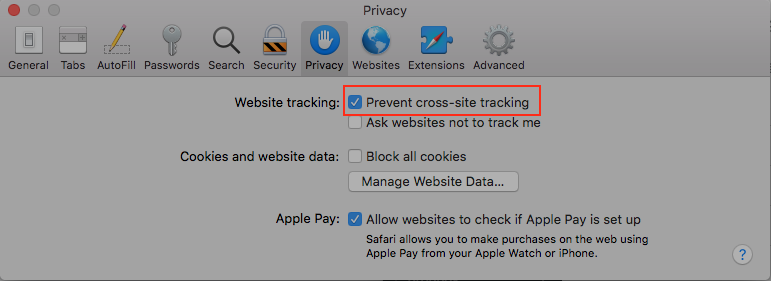 Privacy
General Tabs AutoFill Passwords Search Security Privacy Websites Extensions Advanced
Website tracking: Prevent cross-site tracking
Ask websites not to track me
Cookies and website data: Block all cookies
Manage Website Data...
Apple Pay: Allow websites to check if Apple Pay is set up
Safari allows you to make purchases on the web using
Apple Pay from your Apple Watch or iPhone.
?